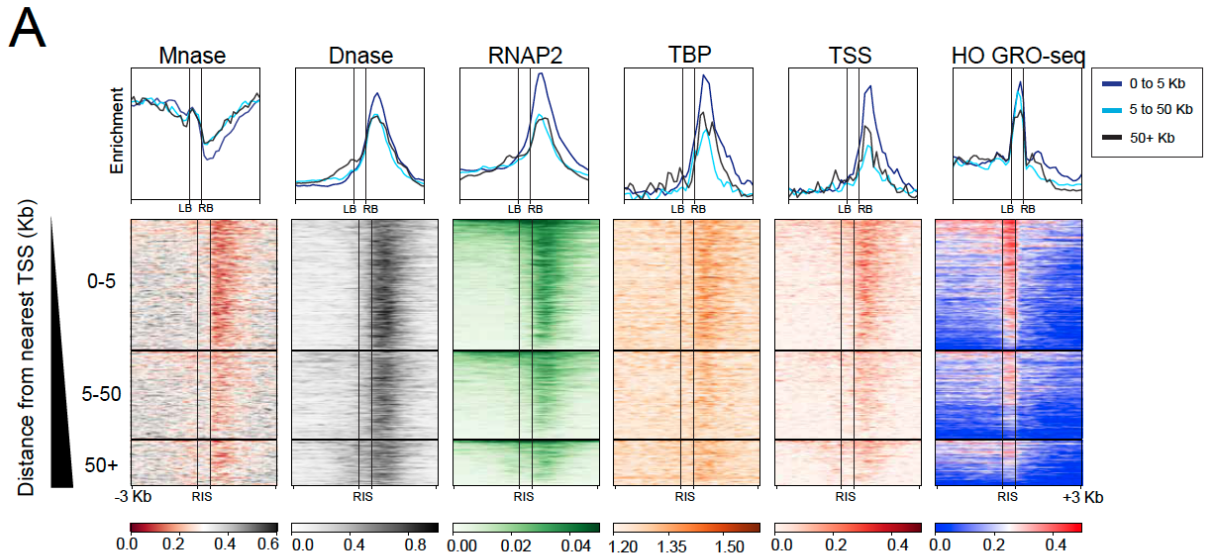 A
Mnase Dnase RNAP2 TBP TSS HO GRO-seq
Enrichment
0 to 5 Kb
5 to 50 Kb
50+ Kb
LB RB LB RB LB RB LB RB LB RB LB RB
Distance from nearest TSS (Kb)
0-5
5-50
50+
-3 Kb RIS RIS RIS RIS RIS RIS +3 Kb
0.0 0.2 0.4 0.6 0.0 0.4 0.8 0.00 0.04 1.20 1.35 1.50 0.0 0.2 0.4 0.0 0.2 0.4